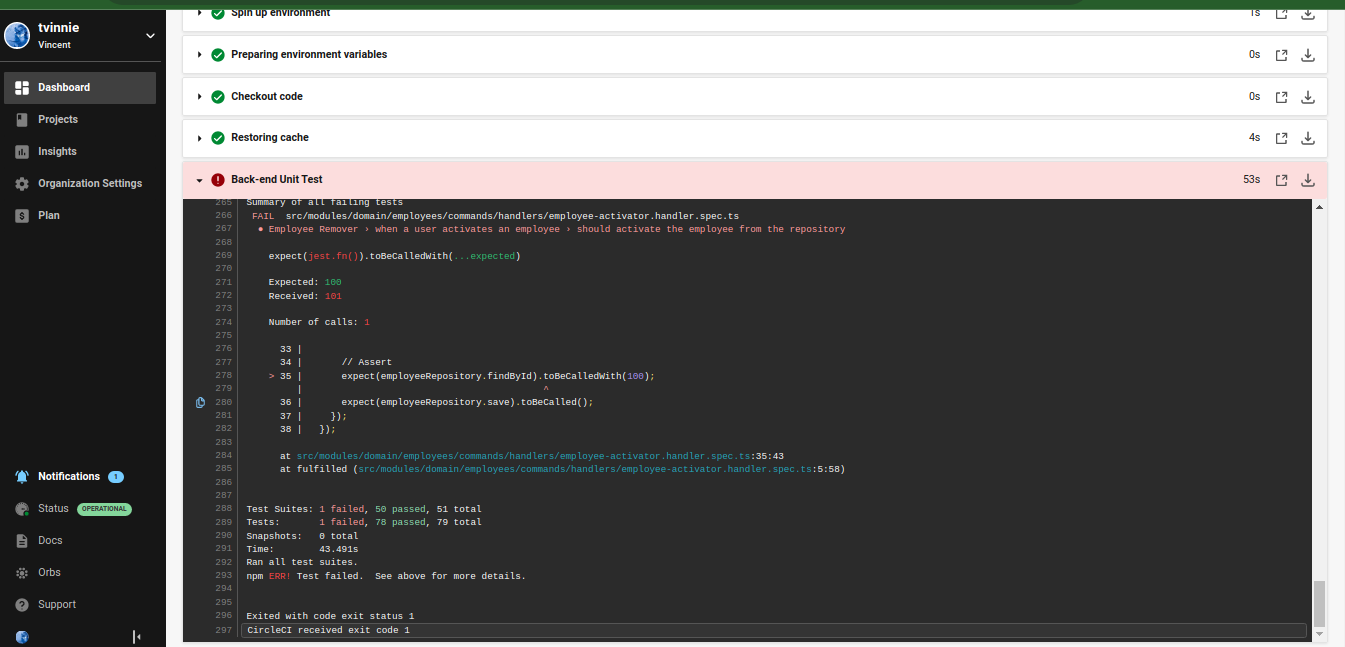 tvinnie
Vincent
Dashboard
Projects
Insights
Organization Settings
Plan
Notifications 1
Status OPERATIONAL
Docs
Orbs
Support
Spin up environment 1s
Preparing environment variables 0s
Checkout code 0s
Restoring cache 4s
Back-end Unit Test 53s
265 Summary of all failing tests
266 FAIL src/modules/domain/employees/commands/handlers/employee-activator.handler.spec.ts
267 ● Employee Remover › when a user activates an employee › should activate the employee from the repository
268
269 expect(jest.fn()).toBeCalledWith(...expected)
270
271 Expected: 100
272 Received: 101
273
274 Number of calls: 1
275
276 33 |
277 34 | // Assert
278 > 35 | expect(employeeRepository.findById).toBeCalledWith(100);
279 | ^
280 36 | expect(employeeRepository.save).toBeCalled();
281 37 | });
282 38 | });
283
284 at src/modules/domain/employees/commands/handlers/employee-activator.handler.spec.ts:35:43
285 at fulfilled (src/modules/domain/employees/commands/handlers/employee-activator.handler.spec.ts:5:58)
286
287
288 Test Suites: 1 failed, 50 passed, 51 total
289 Tests: 1 failed, 78 passed, 79 total
290 Snapshots: 0 total
291 Time: 43.491s
292 Ran all test suites.
293 npm ERR! Test failed. See above for more details.
294
295
296 Exited with code exit status 1
297 CircleCI received exit code 1